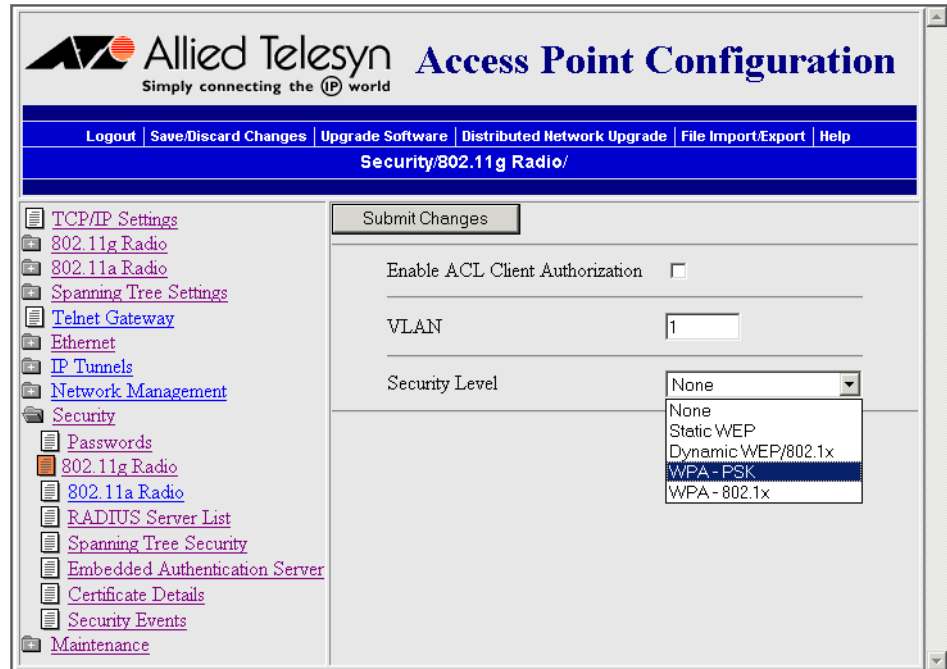 Allied Telesyn
Simply connecting the IP world
Access Point Configuration
Logout | Save/Discard Changes | Upgrade Software | Distributed Network Upgrade | File Import/Export | Help
Security/802.11g Radio/
TCP/IP Settings
802.11g Radio
802.11a Radio
Spanning Tree Settings
Telnet Gateway
Ethernet
IP Tunnels
Network Management
Security
Passwords
802.11g Radio
802.11a Radio
RADIUS Server List
Spanning Tree Security
Embedded Authentication Server
Certificate Details
Security Events
Maintenance
Submit Changes
Enable ACL Client Authorization
VLAN 1
Security Level None
None
Static WEP
Dynamic WEP/802.1x
WPA - PSK
WPA - 802.1x